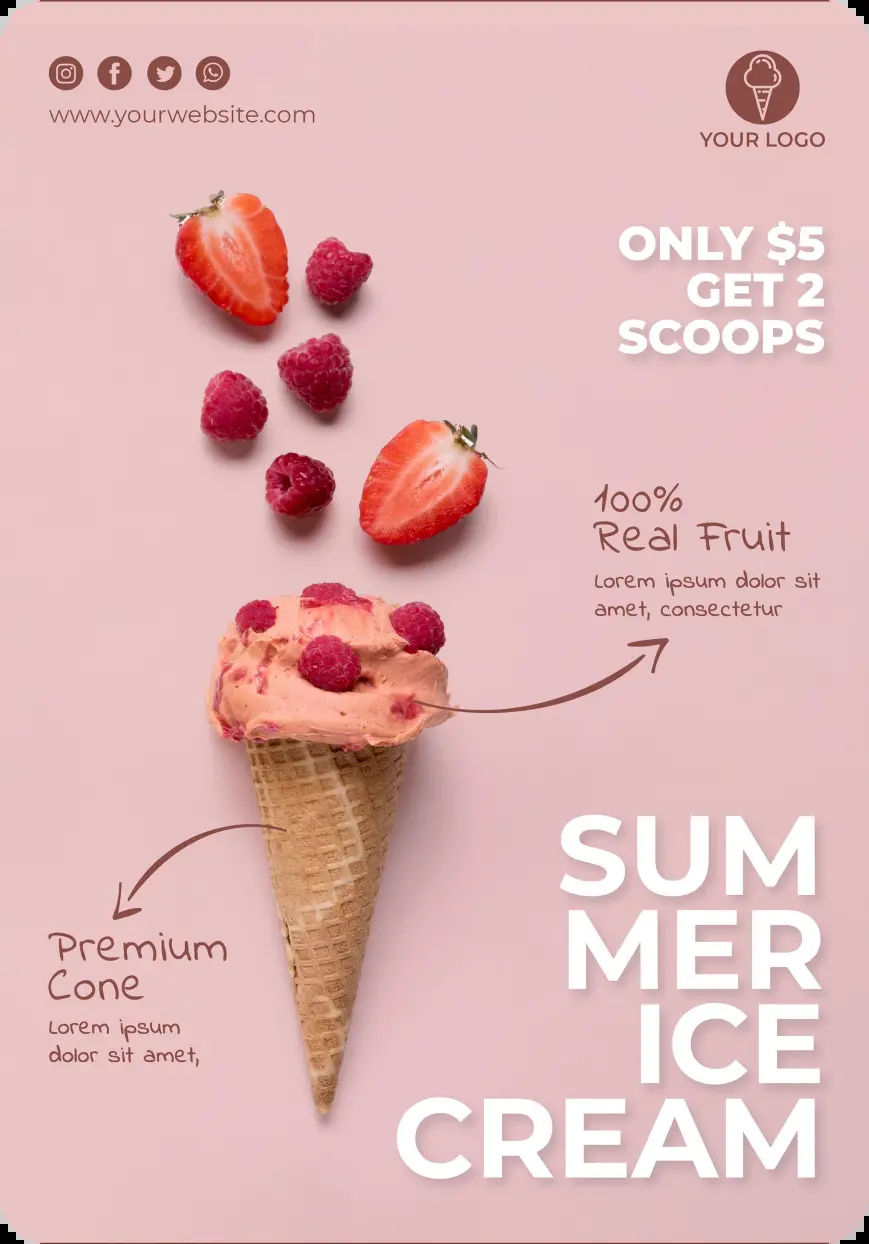 www.yourwebsite.com
YOUR LOGO
ONLY $5
GET 2
SCOOPS
100%
Real Fruit
Lorem ipsum dolor sit
amet, consectetur
Premium
Cone
Lorem ipsum
dolor sit amet,
SUM
MER
ICE
CREAM